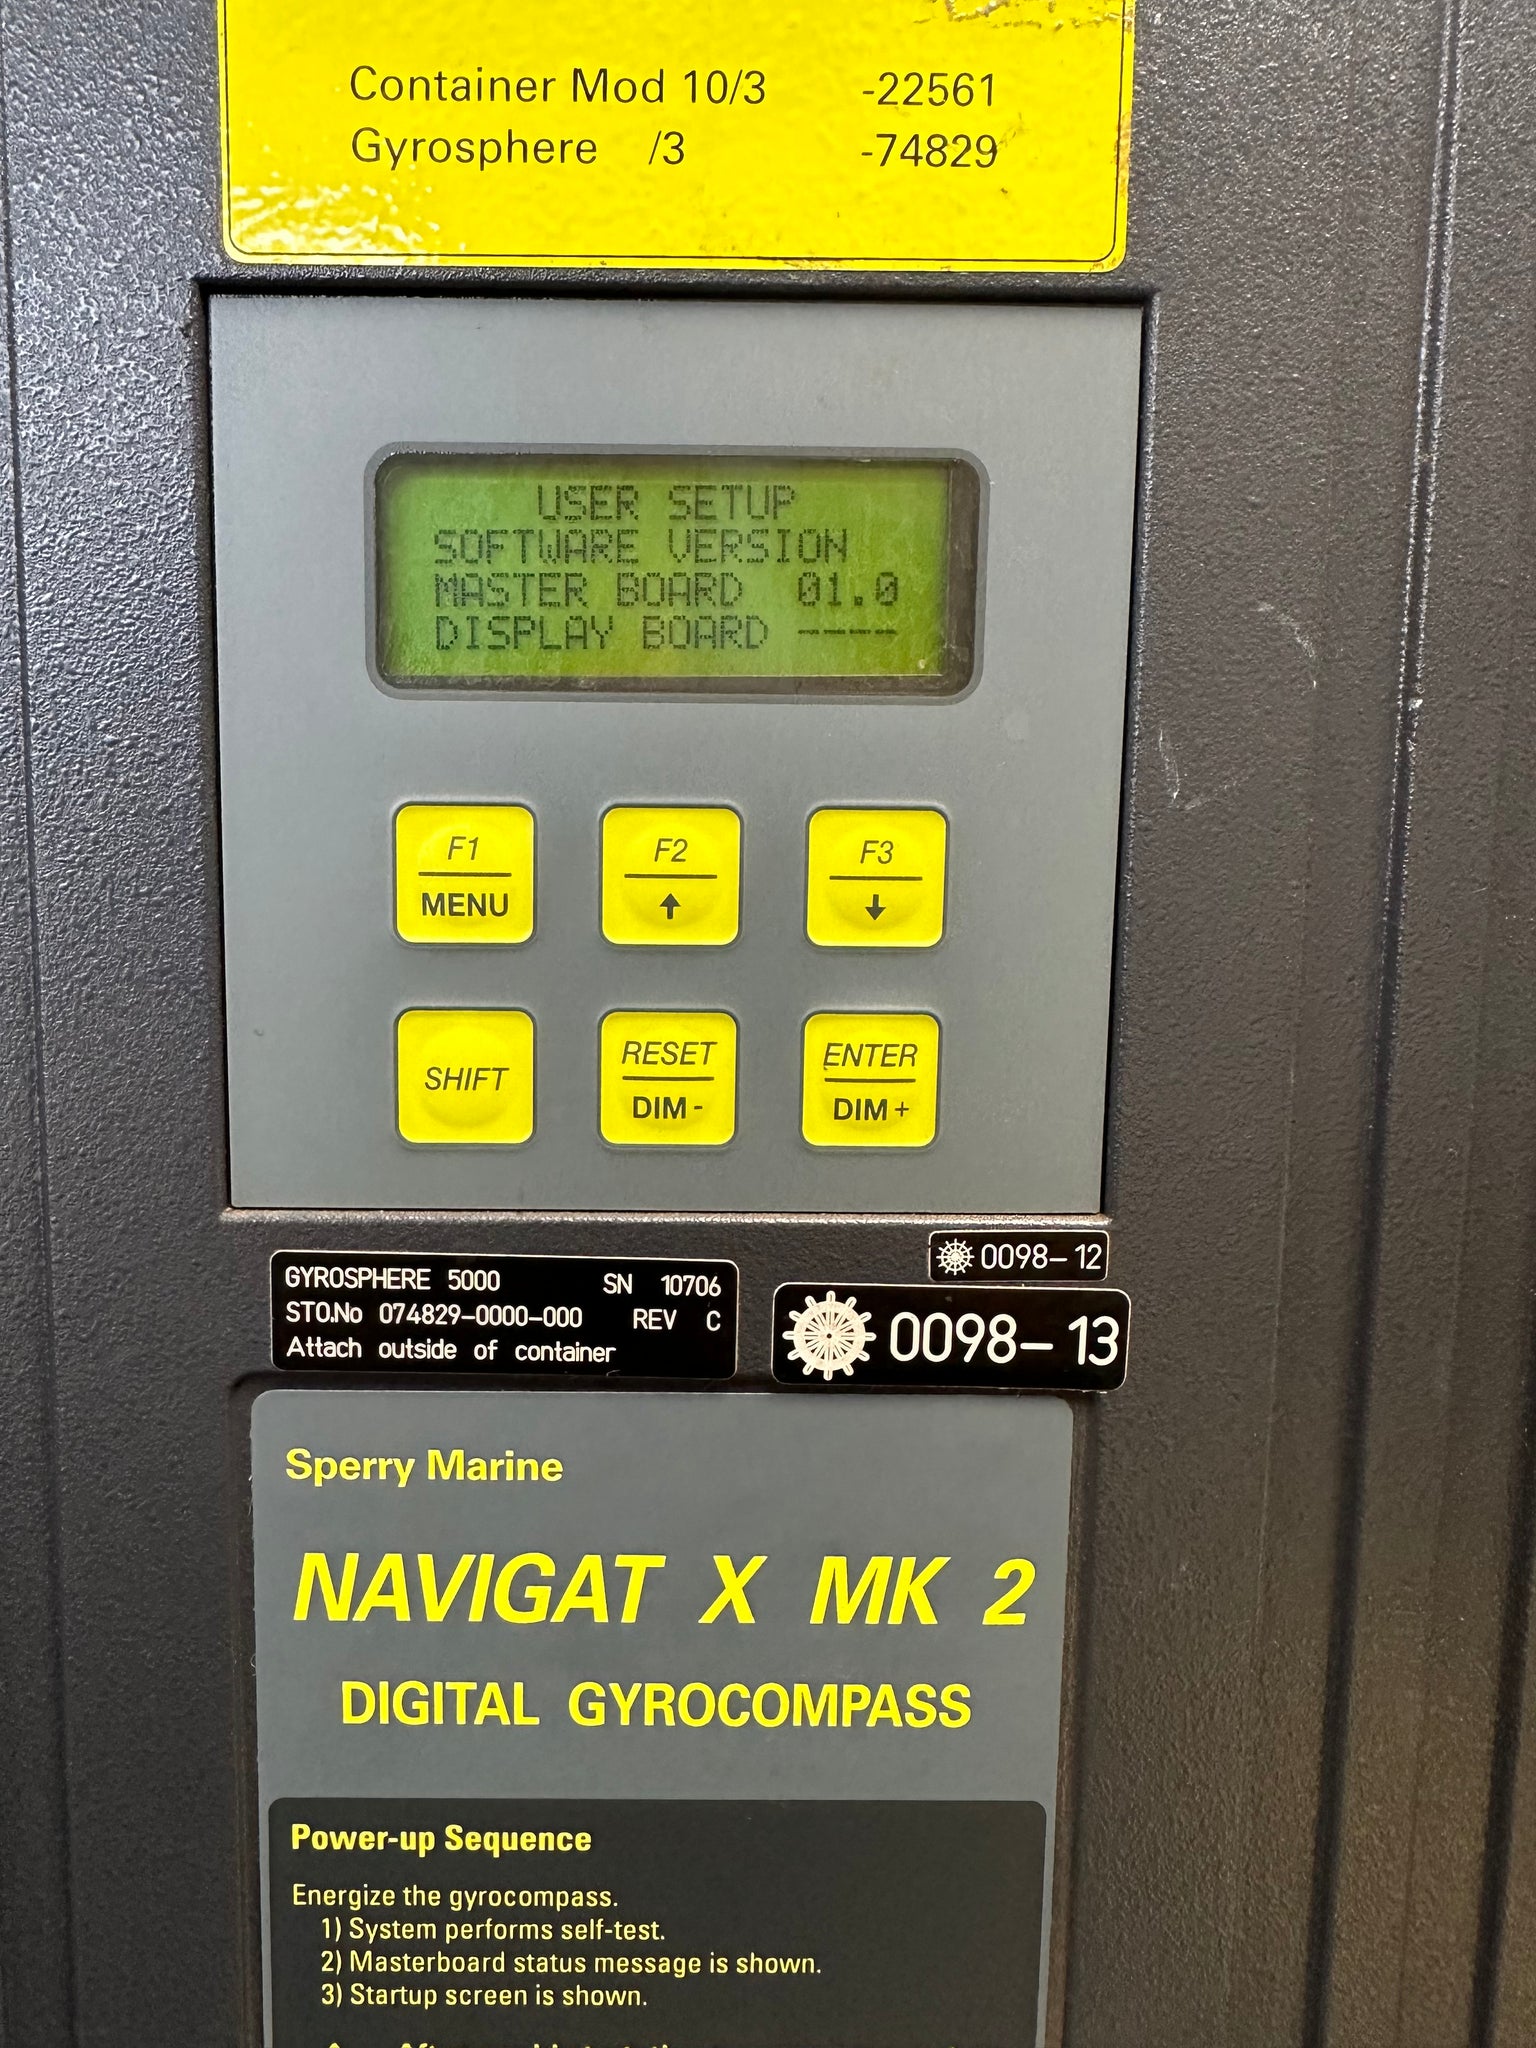 Container Mod 10/3 -22561
Gyrosphere /3 -74829
USER SETUP
SOFTWARE VERSION
MASTER BOARD 01.0
DISPLAY BOARD ----
F1
MENU
F2
↑
F3
↓
SHIFT
RESET
DIM -
ENTER
DIM +
GYROSPHERE 5000 SN 10706
STO.No 074829-0000-000 REV C
Attach outside of container
0098-12
0098-13
Sperry Marine
NAVIGAT X MK 2
DIGITAL GYROCOMPASS
Power-up Sequence
Energize the gyrocompass.
1) System performs self-test.
2) Masterboard status message is shown.
3) Startup screen is shown.